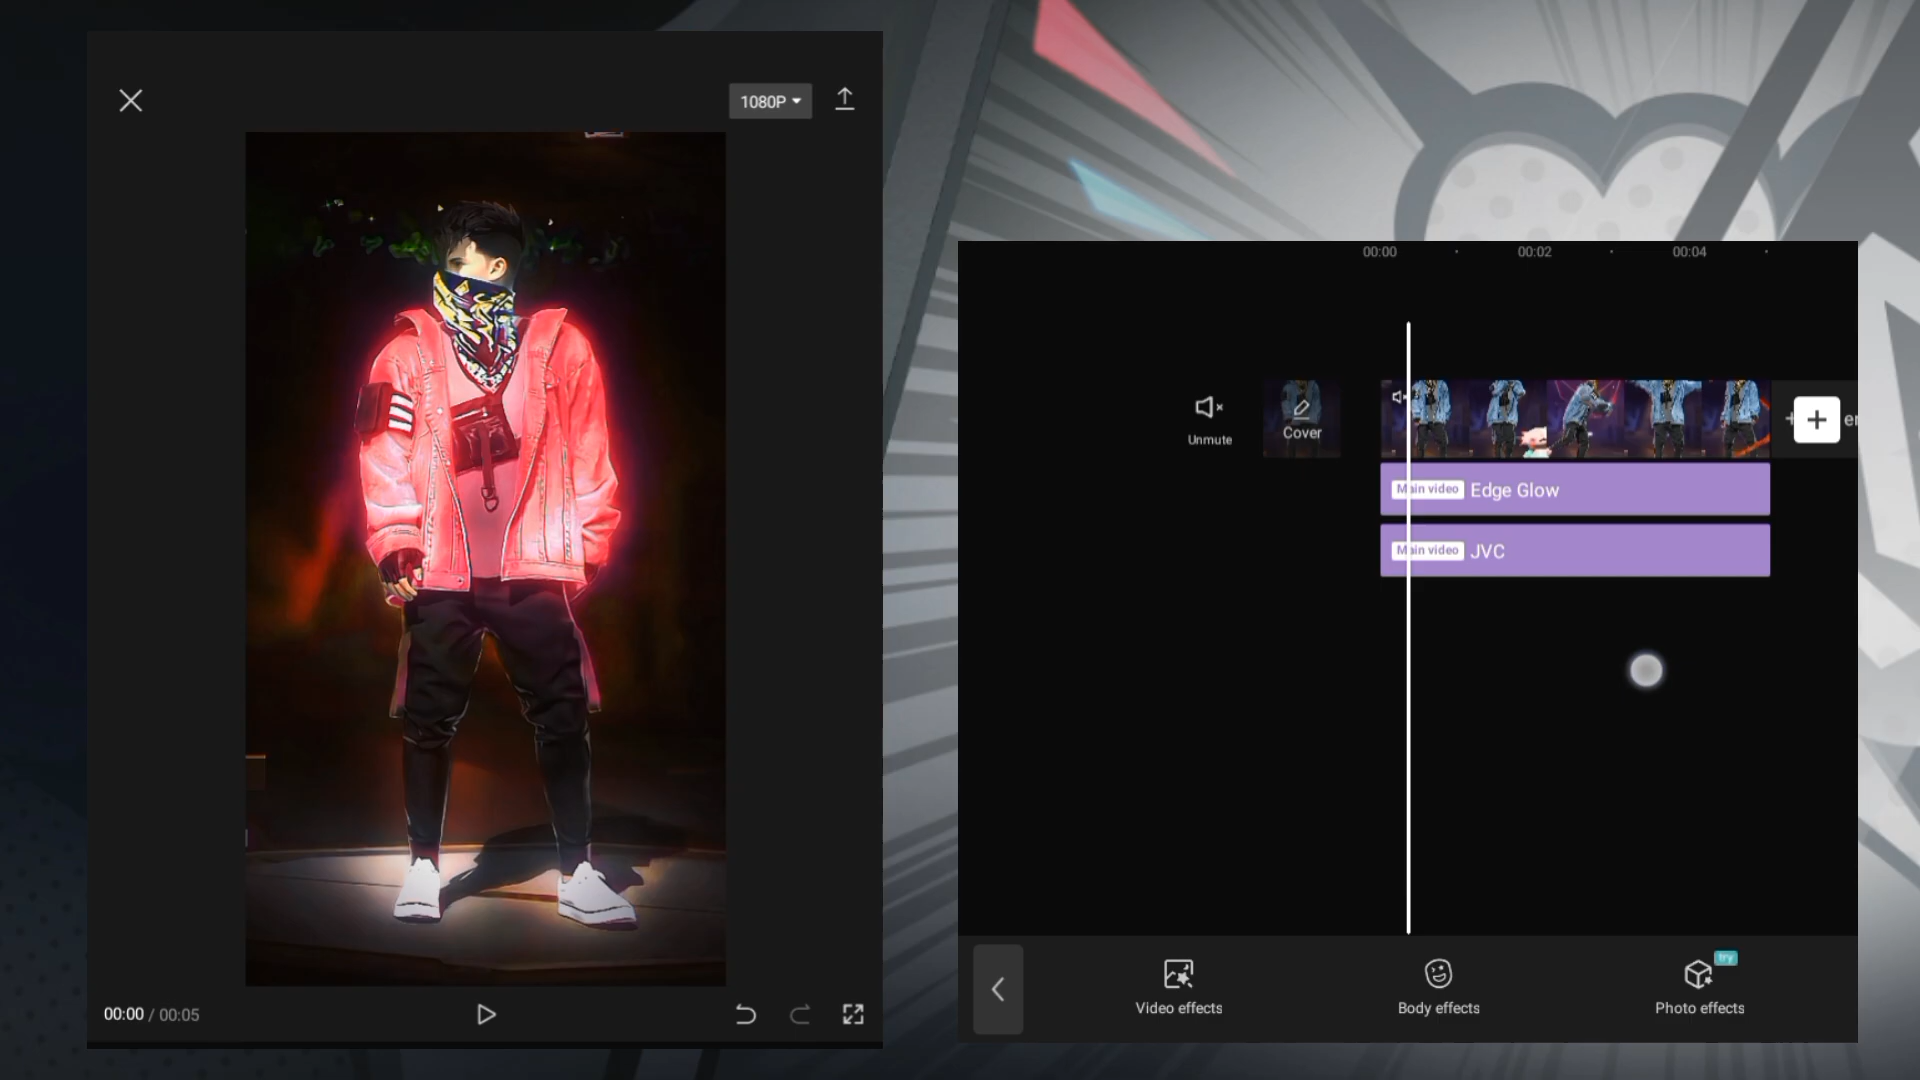 1080P
00:00 / 00:05
00:00
00:02
00:04
Unmute
Cover
Main video Edge Glow
Main video JVC
try
Video effects
Body effects
Photo effects